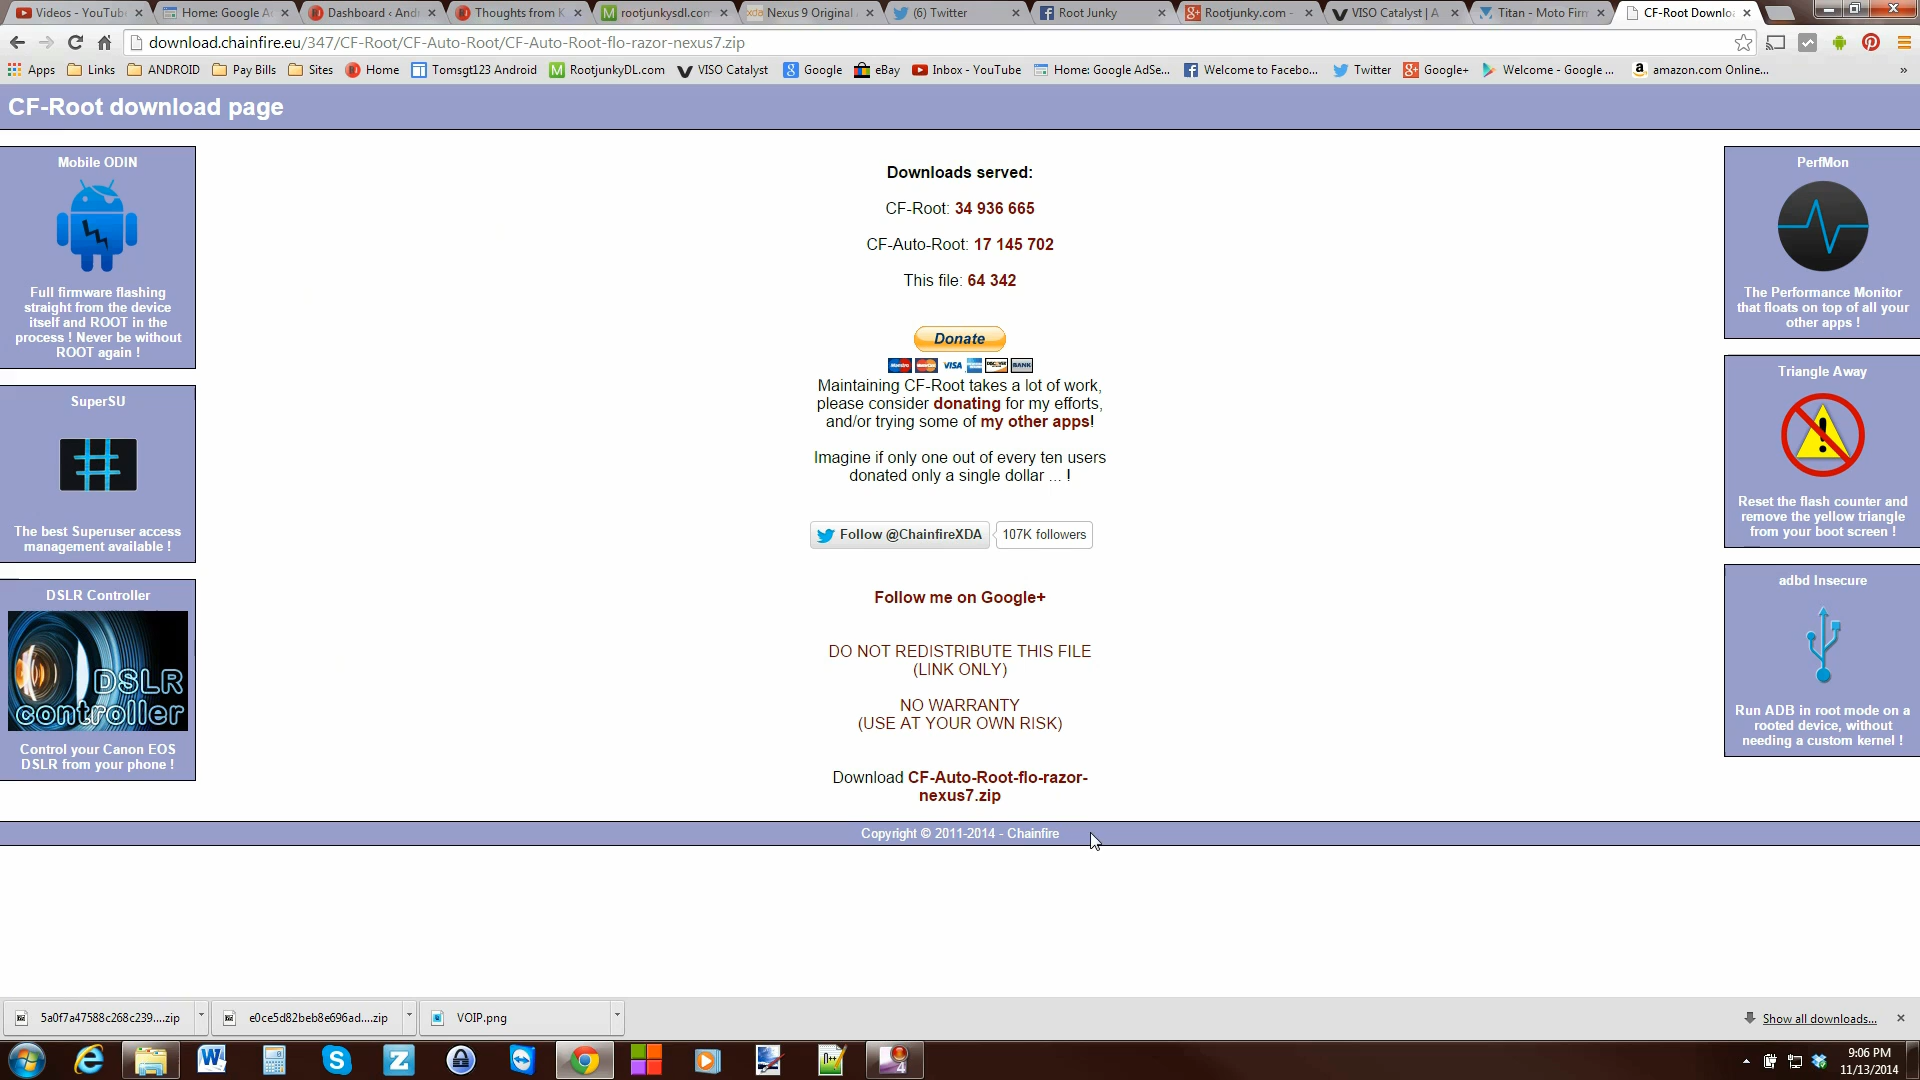 Videos - YouTube
Home: Google A
Dashboard ‹ And
Thoughts from K
rootjunkysdl.com
Nexus 9 Original
(6) Twitter
Root Junky
Rootjunky.com -
VISO Catalyst | A
Titan - Moto Firm
CF-Root Downlo
download.chainfire.eu/347/CF-Root/CF-Auto-Root/CF-Auto-Root-flo-razor-nexus7.zip
Apps
Links
ANDROID
Pay Bills
Sites
Home
Tomsgt123 Android
RootjunkyDL.com
VISO Catalyst
Google
eBay
Inbox - YouTube
Home: Google AdSe...
Welcome to Facebo...
Twitter
Google+
Welcome - Google ...
amazon.com Online...
»
CF-Root download page
Mobile ODIN
Full firmware flashing
straight from the device
itself and ROOT in the
process ! Never be without
ROOT again !
SuperSU
The best Superuser access
management available !
DSLR Controller
DSLR
controller
Control your Canon EOS
DSLR from your phone !
Downloads served:
CF-Root: 34 936 665
CF-Auto-Root: 17 145 702
This file: 64 342
Donate
VISA
BANK
Maintaining CF-Root takes a lot of work,
please consider donating for my efforts,
and/or trying some of my other apps!
Imagine if only one out of every ten users
donated only a single dollar ... !
Follow @ChainfireXDA
107K followers
Follow me on Google+
DO NOT REDISTRIBUTE THIS FILE
(LINK ONLY)
NO WARRANTY
(USE AT YOUR OWN RISK)
Download CF-Auto-Root-flo-razor-
nexus7.zip
PerfMon
The Performance Monitor
that floats on top of all your
other apps !
Triangle Away
Reset the flash counter and
remove the yellow triangle
from your boot screen !
adbd Insecure
Run ADB in root mode on a
rooted device, without
needing a custom kernel !
Copyright © 2011-2014 - Chainfire
5a0f7a47588c268c239....zip
e0ce5d82beb8e696ad....zip
VOIP.png
Show all downloads...
9:06 PM
11/13/2014